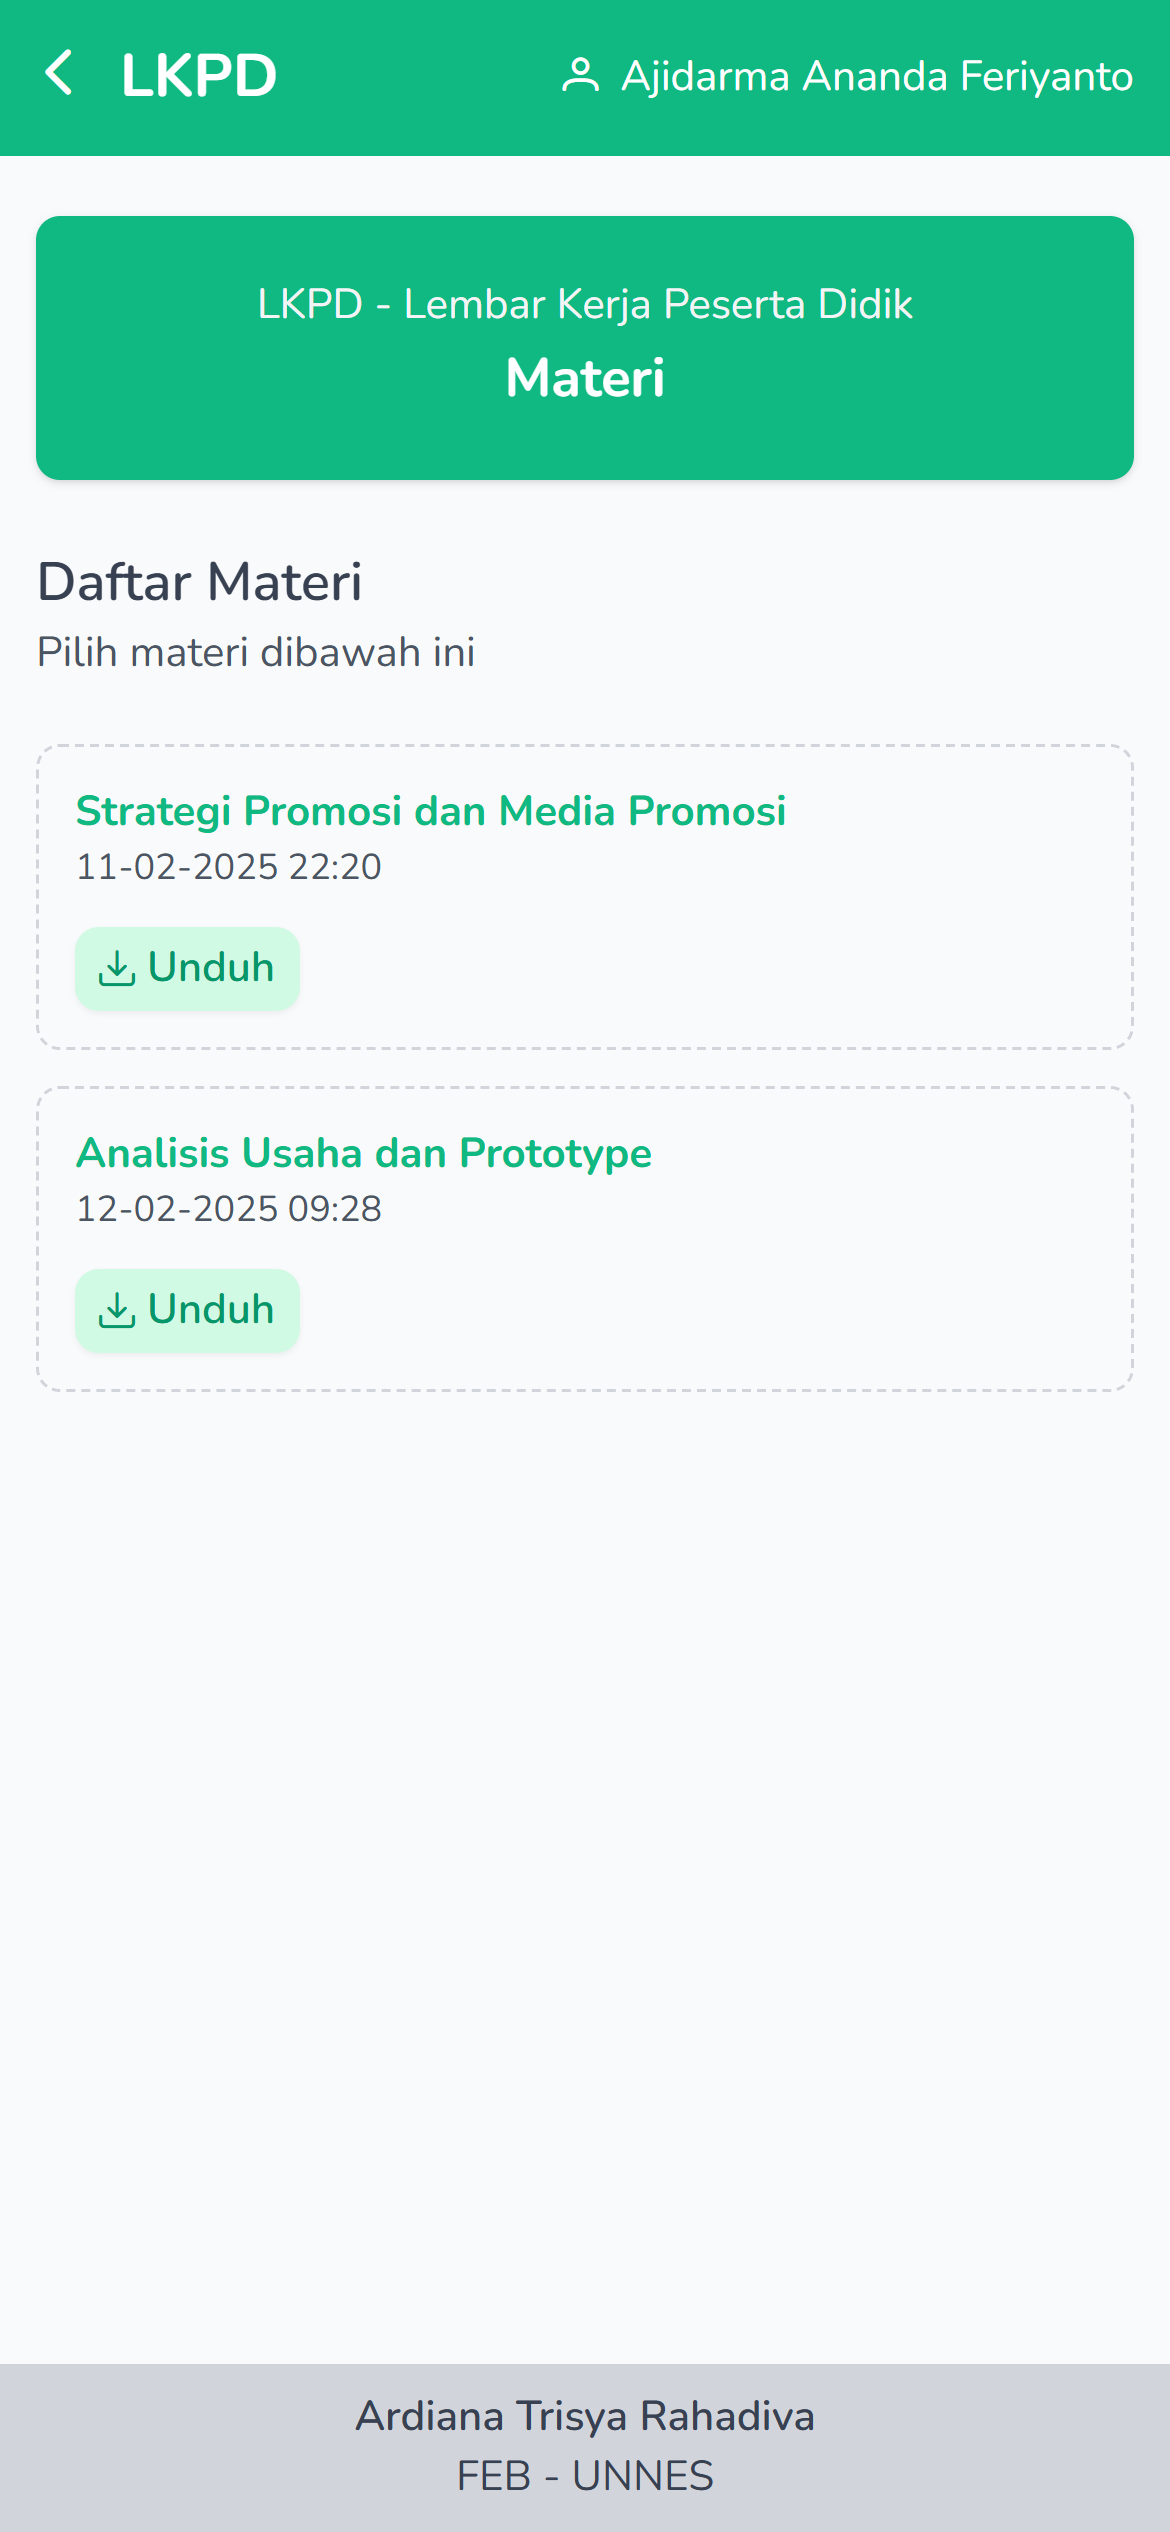 LKPD
Ajidarma Ananda Feriyanto
LKPD - Lembar Kerja Peserta Didik
Materi
Daftar Materi
Pilih materi dibawah ini
Strategi Promosi dan Media Promosi
11-02-2025 22:20
Unduh
Analisis Usaha dan Prototype
12-02-2025 09:28
Unduh
Ardiana Trisya Rahadiva
FEB - UNNES